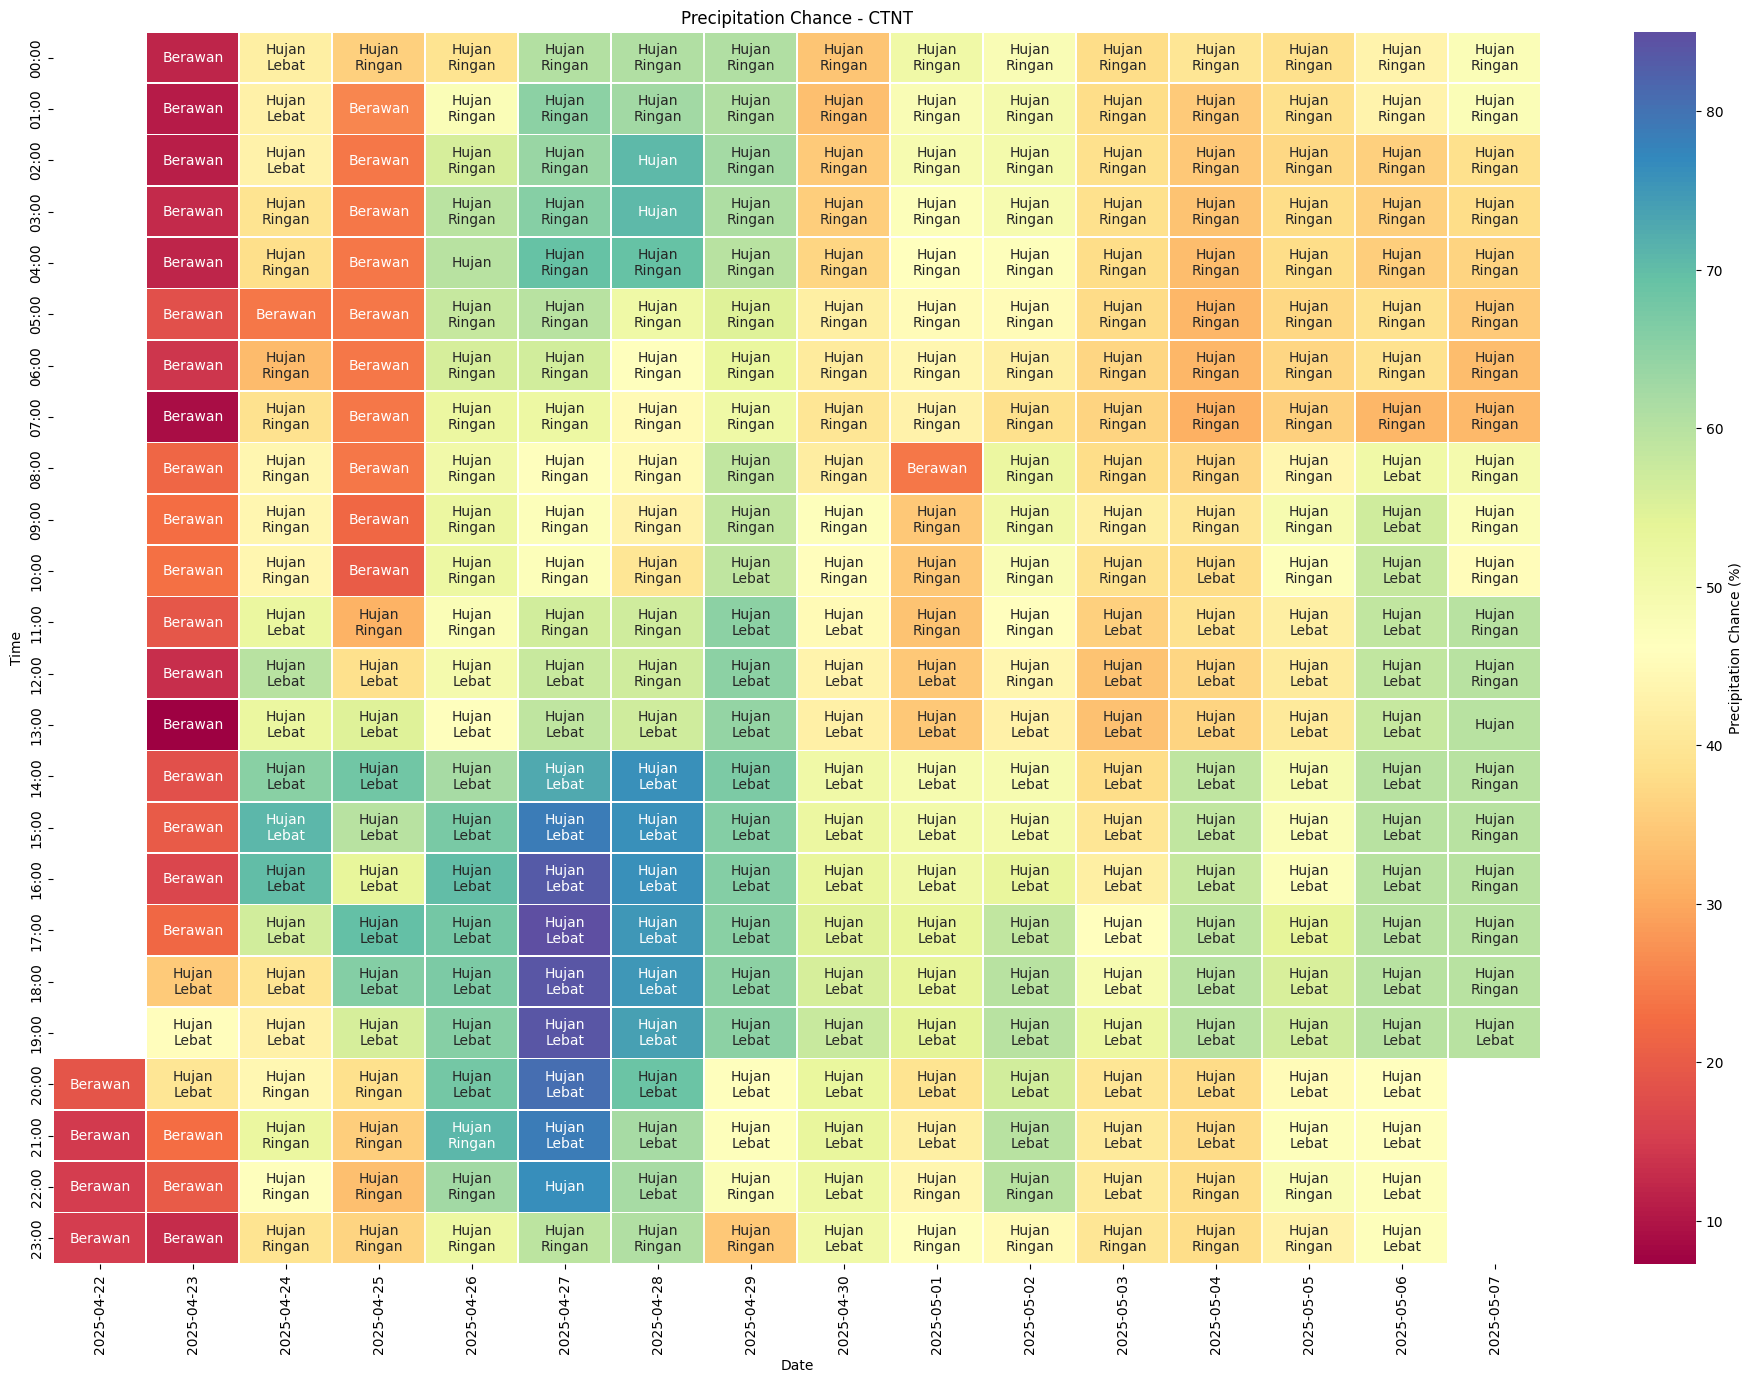 Precipitation Chance - CTNT
00:00 Berawan Hujan Lebat Hujan Ringan Hujan Ringan Hujan Ringan Hujan Ringan Hujan Ringan Hujan Ringan Hujan Ringan Hujan Ringan Hujan Ringan Hujan Ringan Hujan Ringan Hujan Ringan Hujan Ringan
01:00 Berawan Hujan Lebat Berawan Hujan Ringan Hujan Ringan Hujan Ringan Hujan Ringan Hujan Ringan Hujan Ringan Hujan Ringan Hujan Ringan Hujan Ringan Hujan Ringan Hujan Ringan Hujan Ringan
02:00 Berawan Hujan Lebat Berawan Hujan Ringan Hujan Ringan Hujan Hujan Ringan Hujan Ringan Hujan Ringan Hujan Ringan Hujan Ringan Hujan Ringan Hujan Ringan Hujan Ringan Hujan Ringan
03:00 Berawan Hujan Ringan Berawan Hujan Ringan Hujan Ringan Hujan Hujan Ringan Hujan Ringan Hujan Ringan Hujan Ringan Hujan Ringan Hujan Ringan Hujan Ringan Hujan Ringan Hujan Ringan
04:00 Berawan Hujan Ringan Berawan Hujan Hujan Ringan Hujan Ringan Hujan Ringan Hujan Ringan Hujan Ringan Hujan Ringan Hujan Ringan Hujan Ringan Hujan Ringan Hujan Ringan Hujan Ringan
05:00 Berawan Berawan Berawan Hujan Ringan Hujan Ringan Hujan Ringan Hujan Ringan Hujan Ringan Hujan Ringan Hujan Ringan Hujan Ringan Hujan Ringan Hujan Ringan Hujan Ringan Hujan Ringan
06:00 Berawan Hujan Ringan Berawan Hujan Ringan Hujan Ringan Hujan Ringan Hujan Ringan Hujan Ringan Hujan Ringan Hujan Ringan Hujan Ringan Hujan Ringan Hujan Ringan Hujan Ringan Hujan Ringan
07:00 Berawan Hujan Ringan Berawan Hujan Ringan Hujan Ringan Hujan Ringan Hujan Ringan Hujan Ringan Hujan Ringan Hujan Ringan Hujan Ringan Hujan Ringan Hujan Ringan Hujan Ringan Hujan Ringan
08:00 Berawan Hujan Ringan Berawan Hujan Ringan Hujan Ringan Hujan Ringan Hujan Ringan Hujan Ringan Berawan Hujan Ringan Hujan Ringan Hujan Ringan Hujan Ringan Hujan Lebat Hujan Ringan
09:00 Berawan Hujan Ringan Berawan Hujan Ringan Hujan Ringan Hujan Ringan Hujan Ringan Hujan Ringan Hujan Ringan Hujan Ringan Hujan Ringan Hujan Ringan Hujan Ringan Hujan Lebat Hujan Ringan
10:00 Berawan Hujan Ringan Berawan Hujan Ringan Hujan Ringan Hujan Ringan Hujan Lebat Hujan Ringan Hujan Ringan Hujan Ringan Hujan Ringan Hujan Lebat Hujan Ringan Hujan Lebat Hujan Ringan
11:00 Berawan Hujan Lebat Hujan Ringan Hujan Ringan Hujan Ringan Hujan Ringan Hujan Lebat Hujan Lebat Hujan Ringan Hujan Ringan Hujan Lebat Hujan Lebat Hujan Lebat Hujan Lebat Hujan Ringan
12:00 Berawan Hujan Lebat Hujan Lebat Hujan Lebat Hujan Lebat Hujan Ringan Hujan Lebat Hujan Lebat Hujan Lebat Hujan Ringan Hujan Lebat Hujan Lebat Hujan Lebat Hujan Lebat Hujan Ringan
13:00 Berawan Hujan Lebat Hujan Lebat Hujan Lebat Hujan Lebat Hujan Lebat Hujan Lebat Hujan Lebat Hujan Lebat Hujan Lebat Hujan Lebat Hujan Lebat Hujan Lebat Hujan Lebat Hujan
14:00 Berawan Hujan Lebat Hujan Lebat Hujan Lebat Hujan Lebat Hujan Lebat Hujan Lebat Hujan Lebat Hujan Lebat Hujan Lebat Hujan Lebat Hujan Lebat Hujan Lebat Hujan Lebat Hujan Ringan
15:00 Berawan Hujan Lebat Hujan Lebat Hujan Lebat Hujan Lebat Hujan Lebat Hujan Lebat Hujan Lebat Hujan Lebat Hujan Lebat Hujan Lebat Hujan Lebat Hujan Lebat Hujan Lebat Hujan Ringan
16:00 Berawan Hujan Lebat Hujan Lebat Hujan Lebat Hujan Lebat Hujan Lebat Hujan Lebat Hujan Lebat Hujan Lebat Hujan Lebat Hujan Lebat Hujan Lebat Hujan Lebat Hujan Lebat Hujan Ringan
17:00 Berawan Hujan Lebat Hujan Lebat Hujan Lebat Hujan Lebat Hujan Lebat Hujan Lebat Hujan Lebat Hujan Lebat Hujan Lebat Hujan Lebat Hujan Lebat Hujan Lebat Hujan Lebat Hujan Ringan
18:00 Hujan Lebat Hujan Lebat Hujan Lebat Hujan Lebat Hujan Lebat Hujan Lebat Hujan Lebat Hujan Lebat Hujan Lebat Hujan Lebat Hujan Lebat Hujan Lebat Hujan Lebat Hujan Lebat Hujan Ringan
19:00 Hujan Lebat Hujan Lebat Hujan Lebat Hujan Lebat Hujan Lebat Hujan Lebat Hujan Lebat Hujan Lebat Hujan Lebat Hujan Lebat Hujan Lebat Hujan Lebat Hujan Lebat Hujan Lebat Hujan Lebat
20:00 Berawan Hujan Lebat Hujan Ringan Hujan Ringan Hujan Lebat Hujan Lebat Hujan Lebat Hujan Lebat Hujan Lebat Hujan Lebat Hujan Lebat Hujan Lebat Hujan Lebat Hujan Lebat Hujan Lebat
21:00 Berawan Berawan Hujan Ringan Hujan Ringan Hujan Ringan Hujan Lebat Hujan Lebat Hujan Lebat Hujan Lebat Hujan Lebat Hujan Lebat Hujan Lebat Hujan Lebat Hujan Lebat Hujan Lebat
22:00 Berawan Berawan Hujan Ringan Hujan Ringan Hujan Ringan Hujan Hujan Lebat Hujan Ringan Hujan Lebat Hujan Ringan Hujan Ringan Hujan Lebat Hujan Ringan Hujan Ringan Hujan Lebat
23:00 Berawan Berawan Hujan Ringan Hujan Ringan Hujan Ringan Hujan Ringan Hujan Ringan Hujan Ringan Hujan Lebat Hujan Ringan Hujan Ringan Hujan Ringan Hujan Ringan Hujan Ringan Hujan Lebat
2025-04-22 2025-04-23 2025-04-24 2025-04-25 2025-04-26 2025-04-27 2025-04-28 2025-04-29 2025-04-30 2025-05-01 2025-05-02 2025-05-03 2025-05-04 2025-05-05 2025-05-06 2025-05-07
Time
Date
80
70
60
50
40
30
20
10
Precipitation Chance (%)